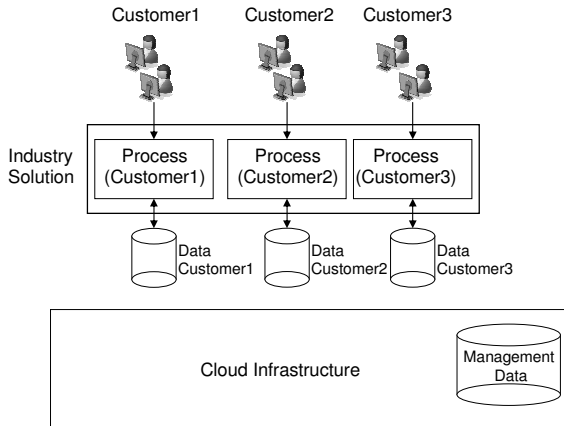 Customer1 Customer2 Customer3
Industry
Solution
Process
(Customer1)
Process
(Customer2)
Process
(Customer3)
Data
Customer1
Data
Customer2
Data
Customer3
Cloud Infrastructure
Management
Data